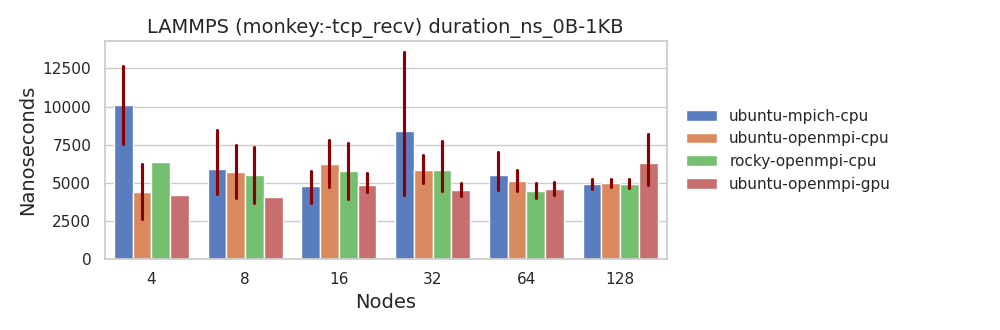 LAMMPS (monkey:-tcp_recv) duration_ns_0B-1KB
Nanoseconds
12500
10000
7500
5000
2500
0
4 8 16 32 64 128
Nodes
ubuntu-mpich-cpu
ubuntu-openmpi-cpu
rocky-openmpi-cpu
ubuntu-openmpi-gpu